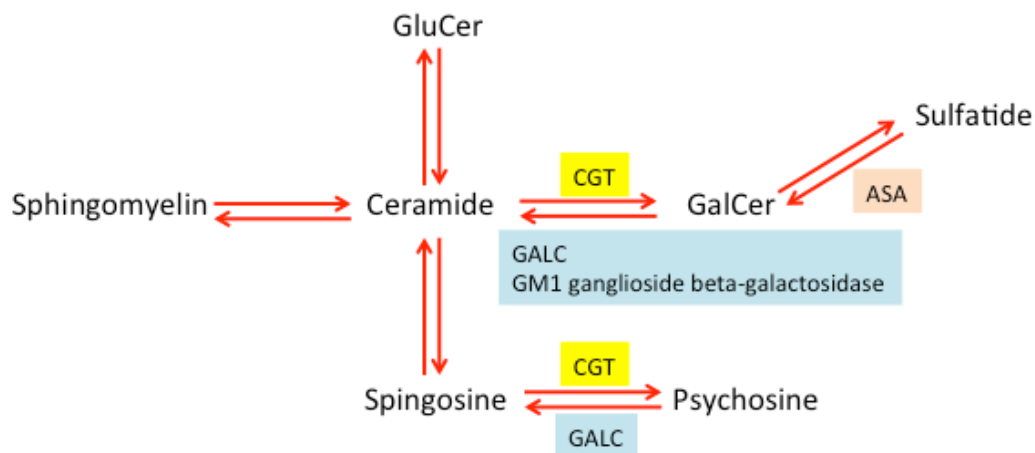 GluCer
Sulfatide
CGT
ASA
Sphingomyelin
Ceramide
GalCer
GALC
GM1 ganglioside beta-galactosidase
CGT
Spingosine
Psychosine
GALC